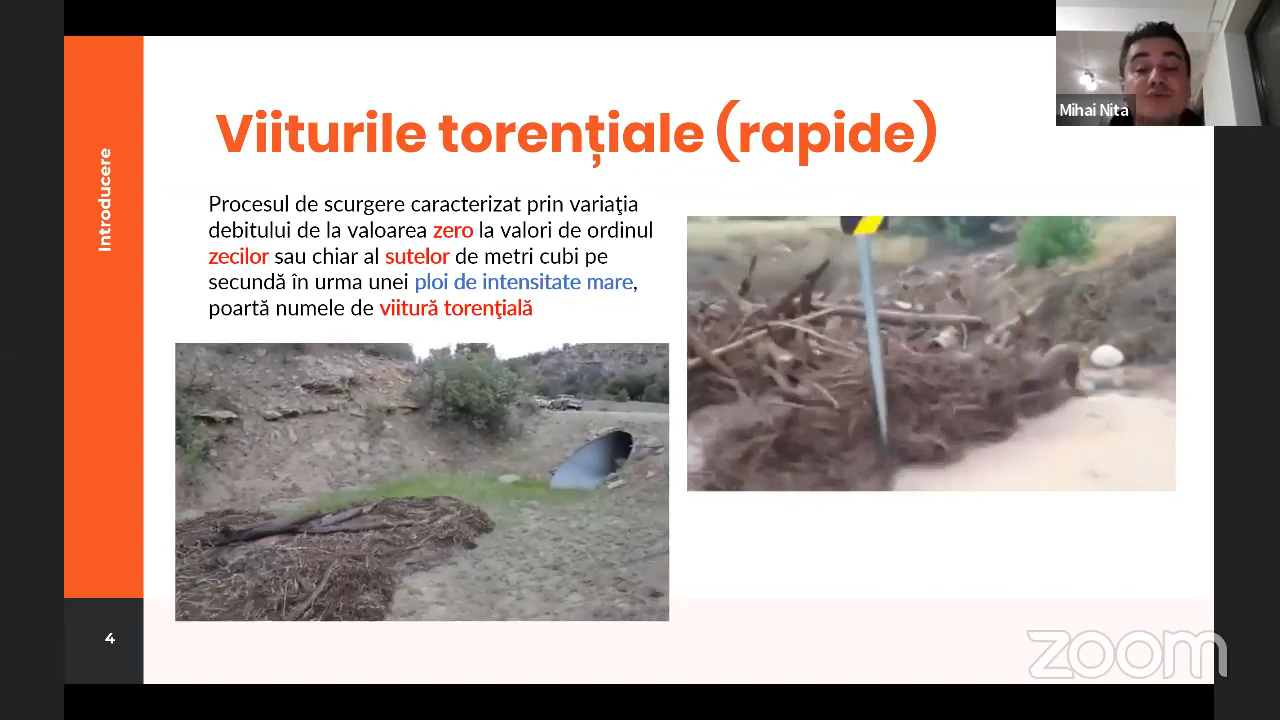 Mihai Nita
Introducere
Viiturile torențiale (rapide)
Procesul de scurgere caracterizat prin variaţia
debitului de la valoarea zero la valori de ordinul
zecilor sau chiar al sutelor de metri cubi pe
secundă în urma unei ploi de intensitate mare,
poartă numele de viitură torenţială
4
zoom